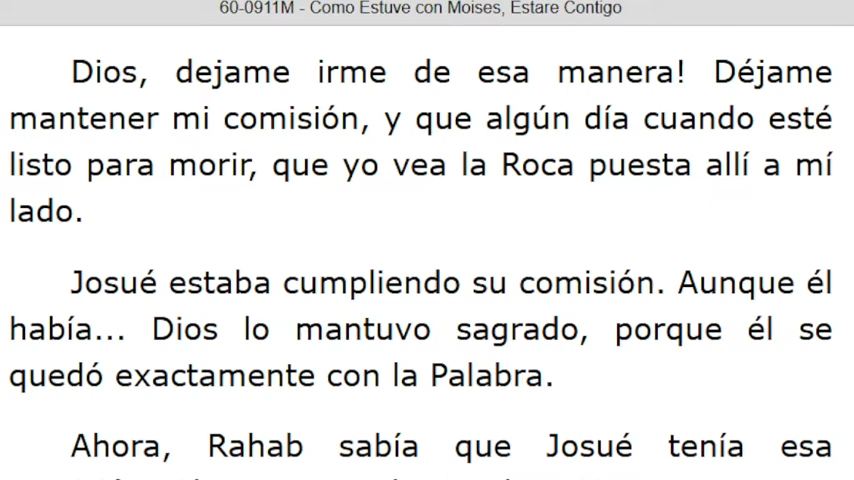 60-0911M - Como Estuve con Moises, Estare Contigo
Dios, dejame irme de esa manera! Déjame
mantener mi comisión, y que algún día cuando esté
listo para morir, que yo vea la Roca puesta allí a mí
lado.
Josué estaba cumpliendo su comisión. Aunque él
había... Dios lo mantuvo sagrado, porque él se
quedó exactamente con la Palabra.
Ahora, Rahab sabía que Josué tenía esa